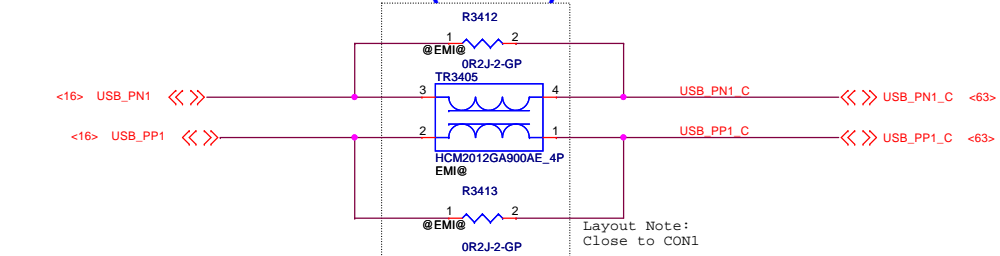 R3412
1 2
@EMI@
0R2J-2-GP
TR3405
<16> USB_PN1 3 4 USB_PN1_C USB_PN1_C <63>
<16> USB_PP1 2 1 USB_PP1_C USB_PP1_C <63>
HCM2012GA900AE_4P
EMI@
R3413
1 2
@EMI@
Layout Note:
Close to CON1
0R2J-2-GP